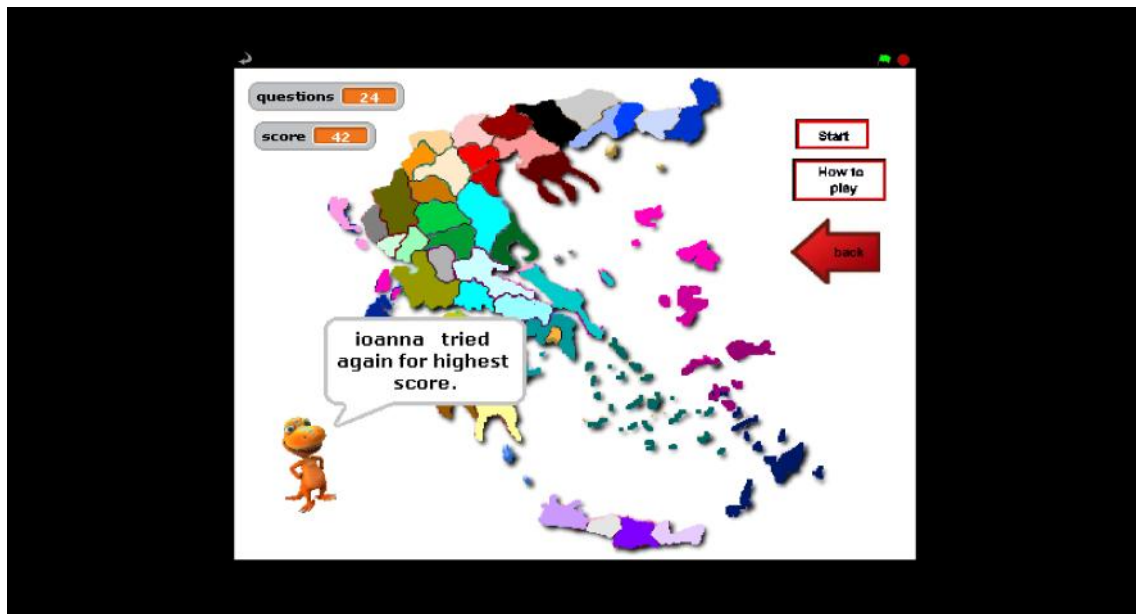 questions 24
score 42
Start
How to
play
back
ioanna tried
again for highest
score.